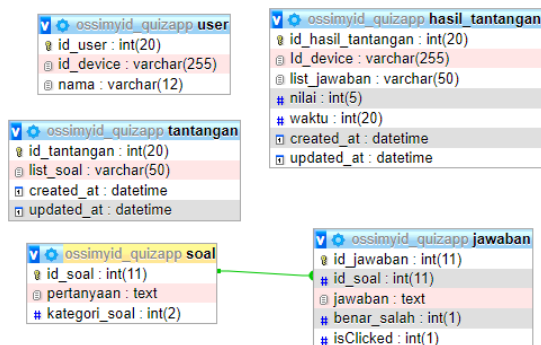 ossimyid_quizapp user
id_user : int(20)
id_device : varchar(255)
nama : varchar(12)
ossimyid_quizapp hasil_tantangan
id_hasil_tantangan : int(20)
Id_device : varchar(255)
list_jawaban : varchar(50)
# nilai : int(5)
# waktu : int(20)
created_at : datetime
updated_at : datetime
ossimyid_quizapp tantangan
id_tantangan : int(20)
list_soal : varchar(50)
created_at : datetime
updated_at : datetime
ossimyid_quizapp soal
id_soal : int(11)
pertanyaan : text
# kategori_soal : int(2)
ossimyid_quizapp jawaban
id_jawaban : int(11)
# id_soal : int(11)
jawaban : text
# benar_salah : int(1)
# isClicked : int(1)